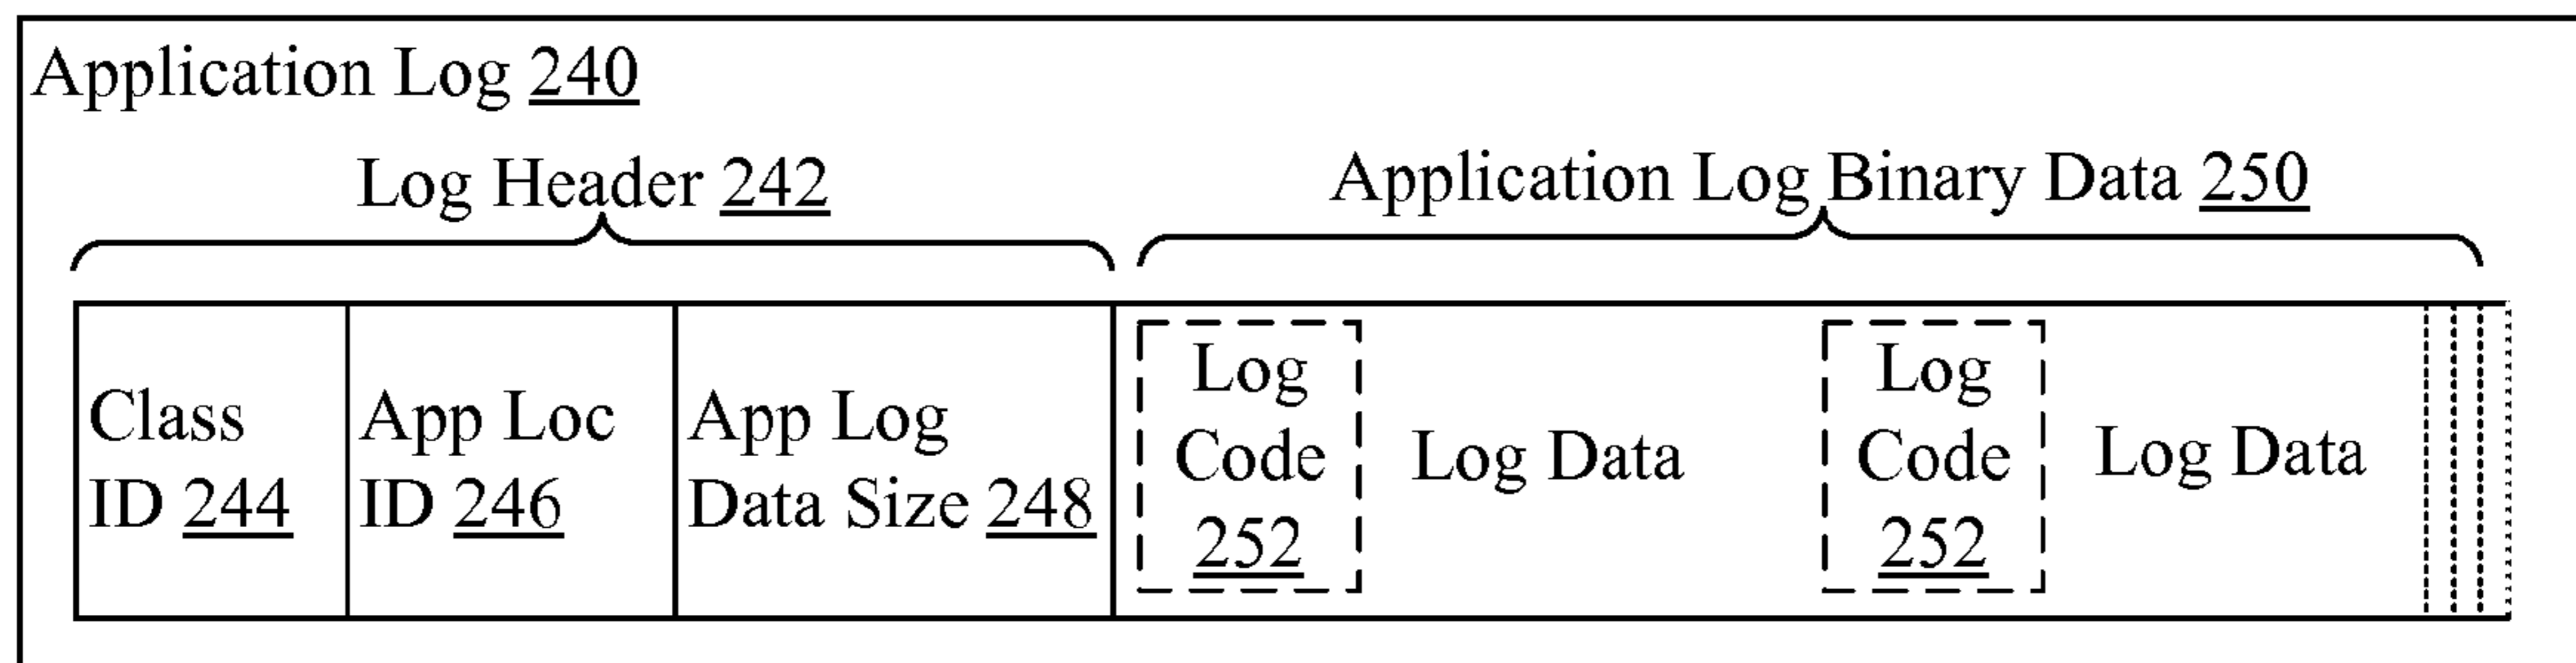 Application Log 240
Log Header 242
Application Log Binary Data 250
Class
ID 244
App Loc
ID 246
App Log
Data Size 248
Log
Code
252
Log Data
Log
Code
252
Log Data